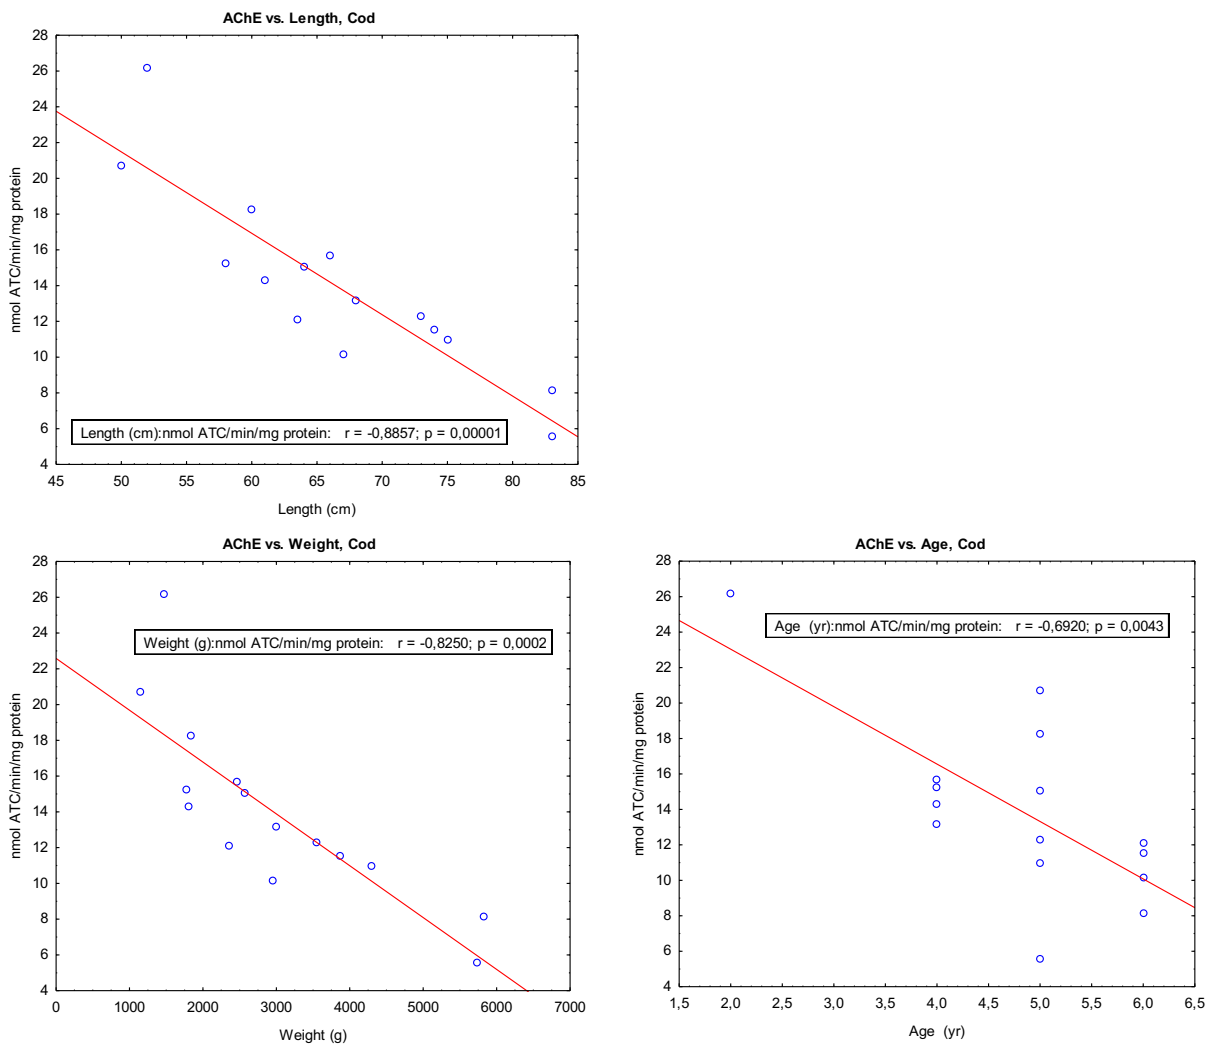 AChE vs. Length, Cod
28
26
24
22
20
18
16
14
12
10
8
6
4
nmol ATC/min/mg protein
Length (cm):nmol ATC/min/mg protein: r = -0,8857; p = 0,00001
45 50 55 60 65 70 75 80 85
Length (cm)
AChE vs. Weight, Cod
28
26
24
22
20
18
16
14
12
10
8
6
4
nmol ATC/min/mg protein
Weight (g):nmol ATC/min/mg protein: r = -0,8250; p = 0,0002
0 1000 2000 3000 4000 5000 6000 7000
Weight (g)
AChE vs. Age, Cod
28
26
24
22
20
18
16
14
12
10
8
6
4
nmol ATC/min/mg protein
Age (yr):nmol ATC/min/mg protein: r = -0,6920; p = 0,0043
1,5 2,0 2,5 3,0 3,5 4,0 4,5 5,0 5,5 6,0 6,5
Age (yr)